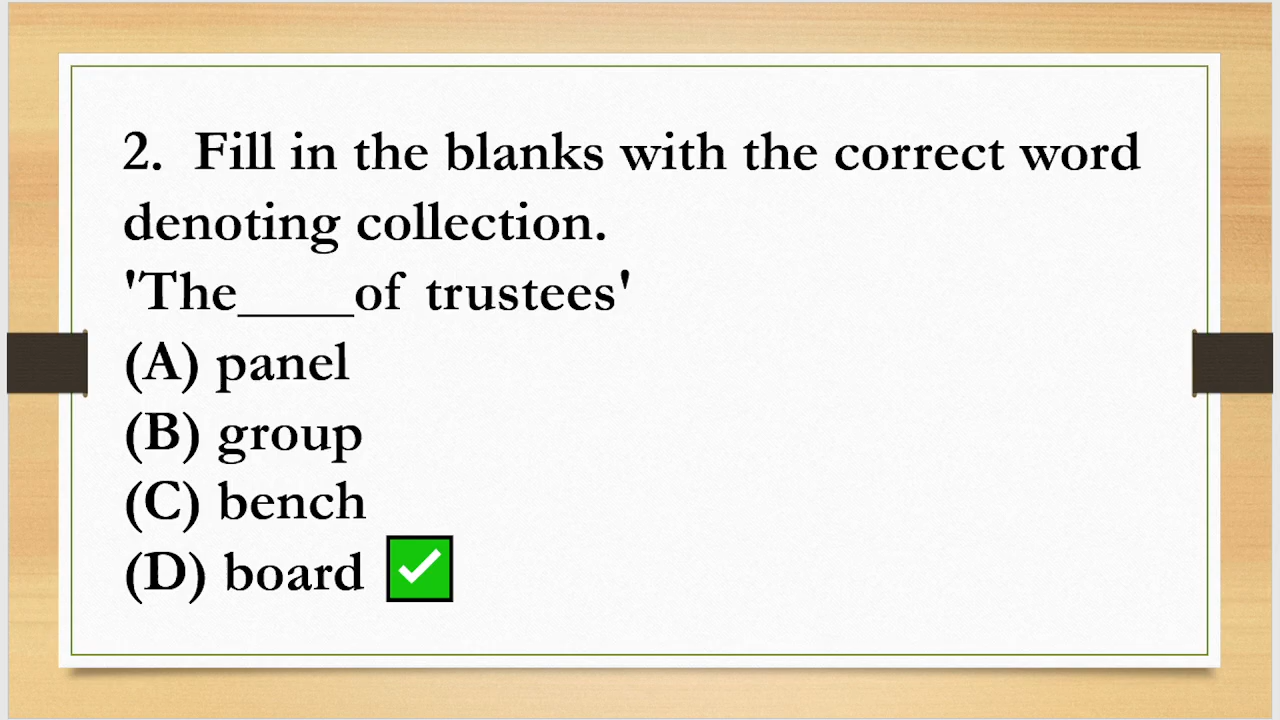 2. Fill in the blanks with the correct word
denoting collection.
'The____of trustees'
(A) panel
(B) group
(C) bench
(D) board ✅